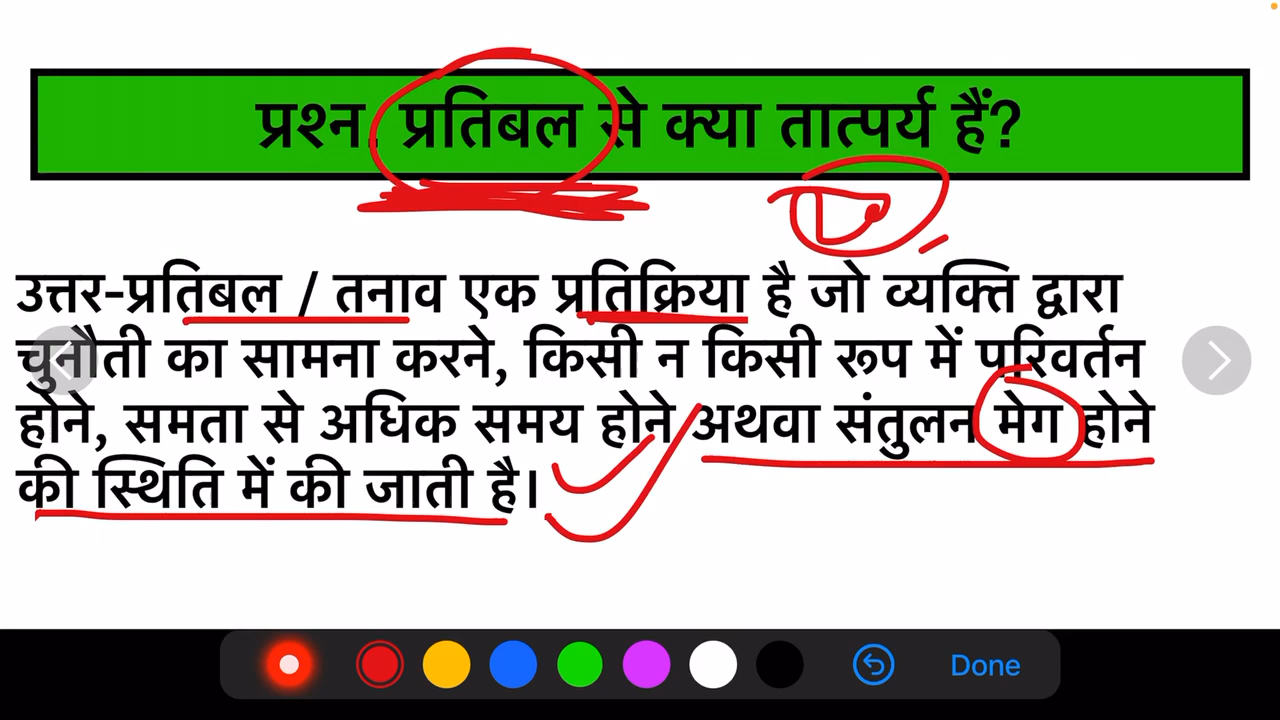 प्रश्न. प्रतिबल से क्या तात्पर्य हैं?
उत्तर-प्रतिबल / तनाव एक प्रतिक्रिया है जो व्यक्ति द्वारा
चुनौती का सामना करने, किसी न किसी रूप में परिवर्तन
होने, समता से अधिक समय होने अथवा संतुलन मेग होने
की स्थिति में की जाती है।
Done